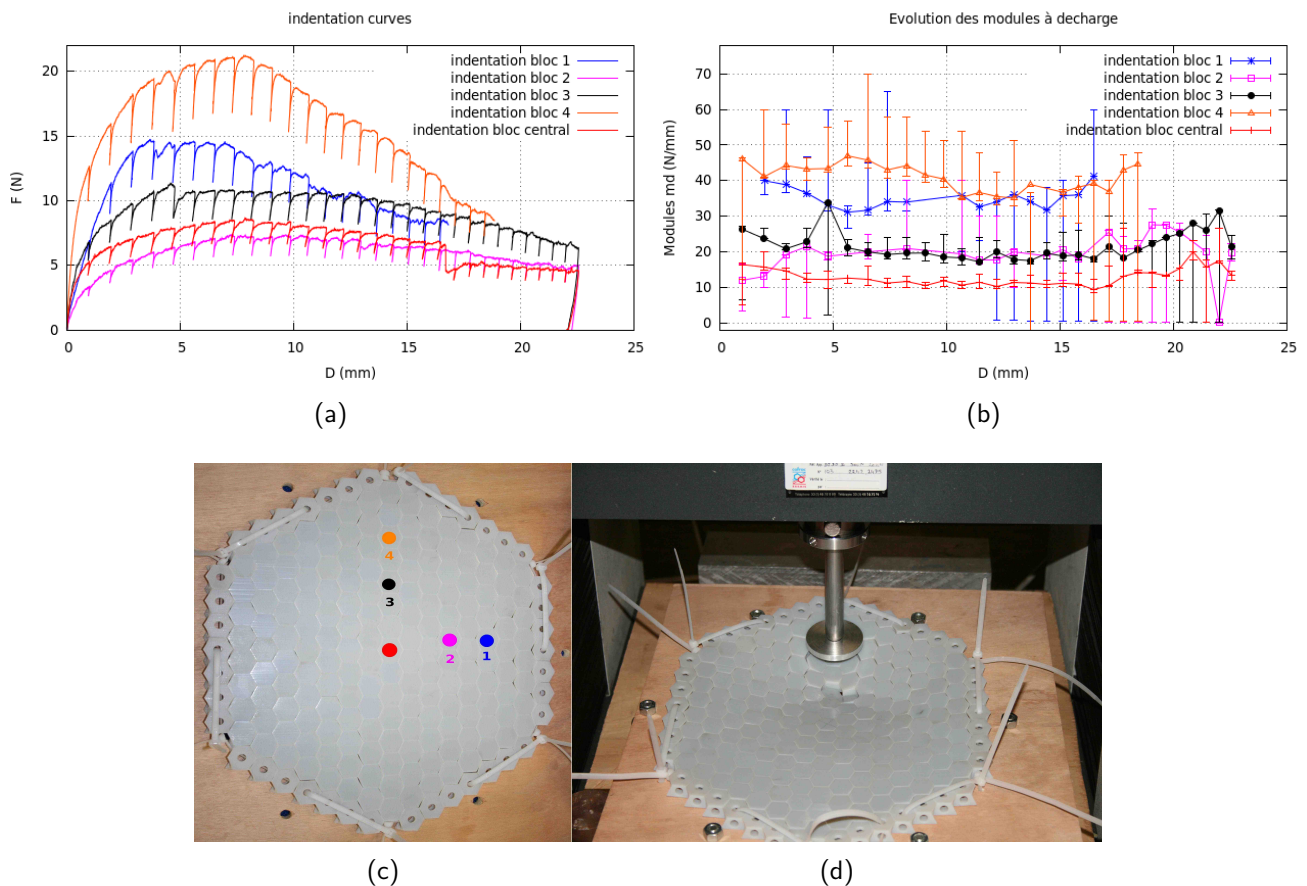 indentation curves
F (N)
20
15
10
5
0
indentation bloc 1
indentation bloc 2
indentation bloc 3
indentation bloc 4
indentation bloc central
0 5 10 15 20 25
D (mm)
(a)
Evolution des modules à decharge
Modules md (N/mm)
70
60
50
40
30
20
10
0
indentation bloc 1
indentation bloc 2
indentation bloc 3
indentation bloc 4
indentation bloc central
0 5 10 15 20 25
D (mm)
(b)
4
3
2 1
(c)
(d)